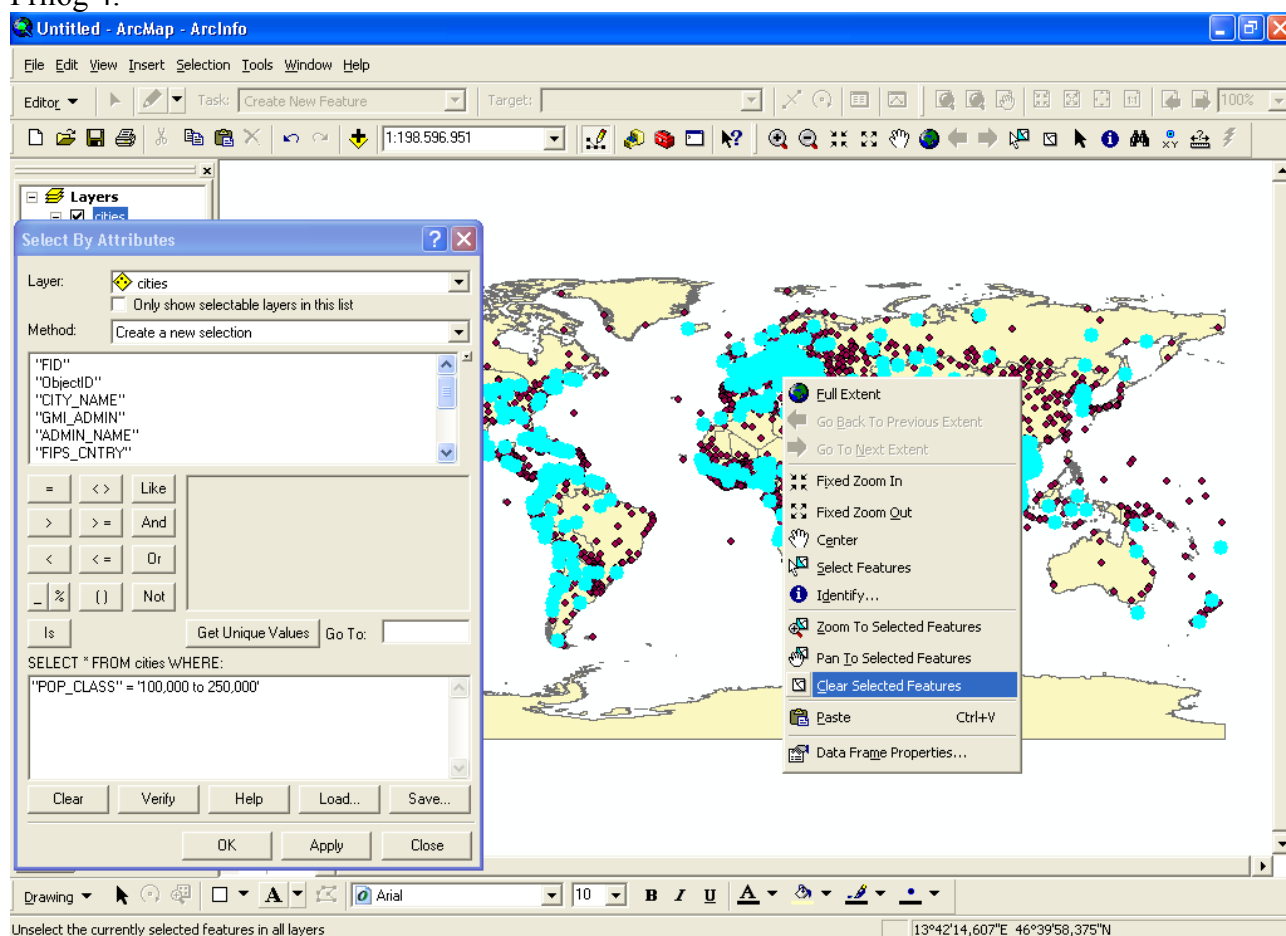 Prilog 4.
Untitled - ArcMap - ArcInfo
File Edit View Insert Selection Tools Window Help
Editor Task: Create New Feature Target: 100%
1:198.596.951
Layers
cities
Select By Attributes
Layer: cities
Only show selectable layers in this list
Method: Create a new selection
"FID"
"ObjectID"
"CITY_NAME"
"GMI_ADMIN"
"ADMIN_NAME"
"FIPS_CNTRY"
= < > Like
> > = And
< < = Or
_ % ( ) Not
Is Get Unique Values Go To:
SELECT * FROM cities WHERE:
"POP_CLASS" = '100,000 to 250,000'
Clear Verify Help Load... Save...
OK Apply Close
Full Extent
Go Back To Previous Extent
Go To Next Extent
Fixed Zoom In
Fixed Zoom Out
Center
Select Features
Identify...
Zoom To Selected Features
Pan To Selected Features
Clear Selected Features
Paste Ctrl+V
Data Frame Properties...
Drawing A Arial 10 B I U A
Unselect the currently selected features in all layers 13°42'14,607"E 46°39'58,375"N